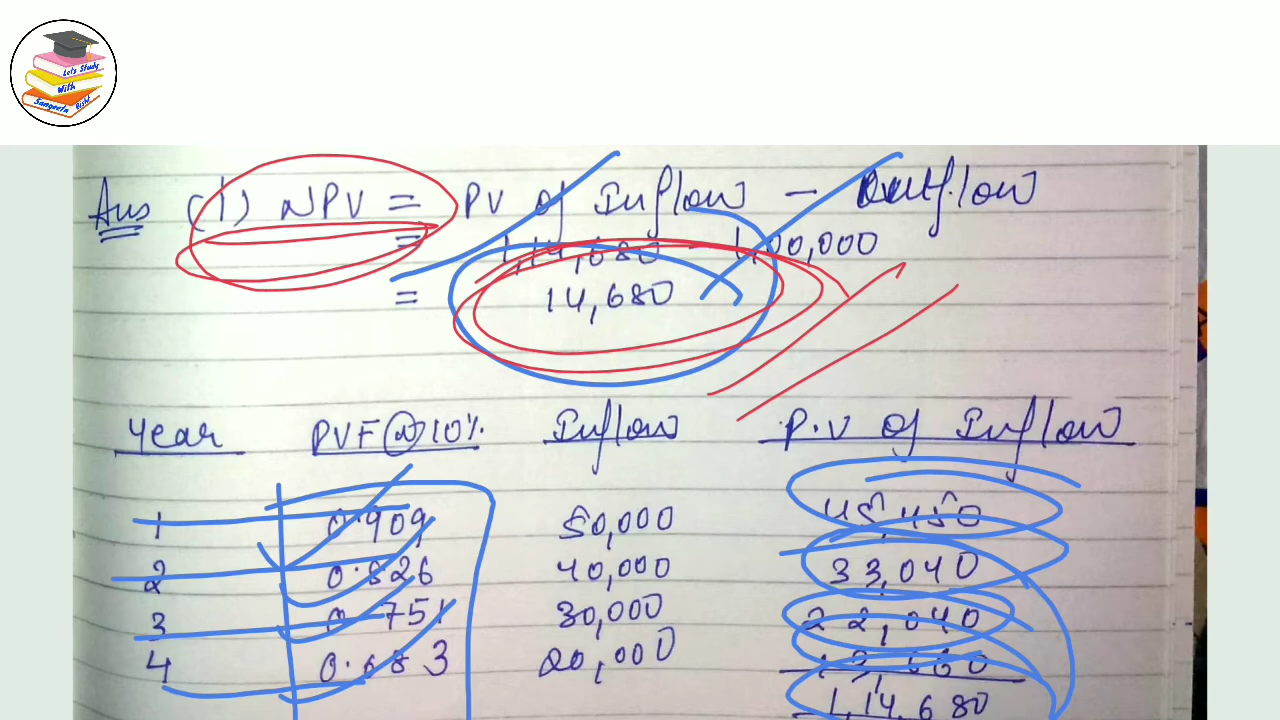 Lets Study
With
Sangeeta Bisht
Ans (1) NPV = PV of Inflow - Outflow
= 1,14,680 - 1,00,000
= 14,680
Year PVF@10%. Inflow P.V of Inflow
1 0.909 50,000 45,450
2 0.826 40,000 33,040
3 0.751 30,000 22,040
4 0.683 20,000
1,14,680